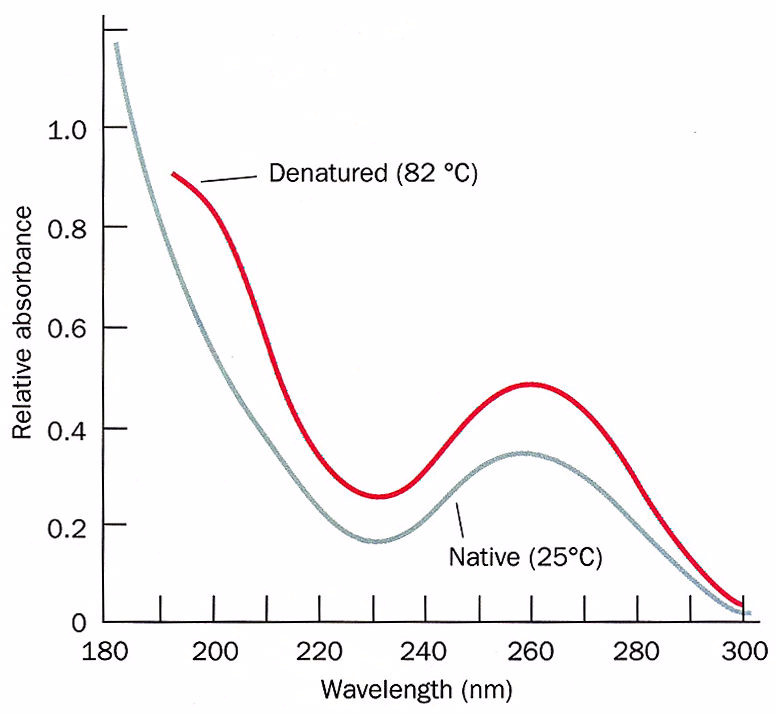 1.0
0.8
0.6
0.4
0.2
0
Relative absorbance
Denatured (82 °C)
Native (25°C)
180 200 220 240 260 280 300
Wavelength (nm)